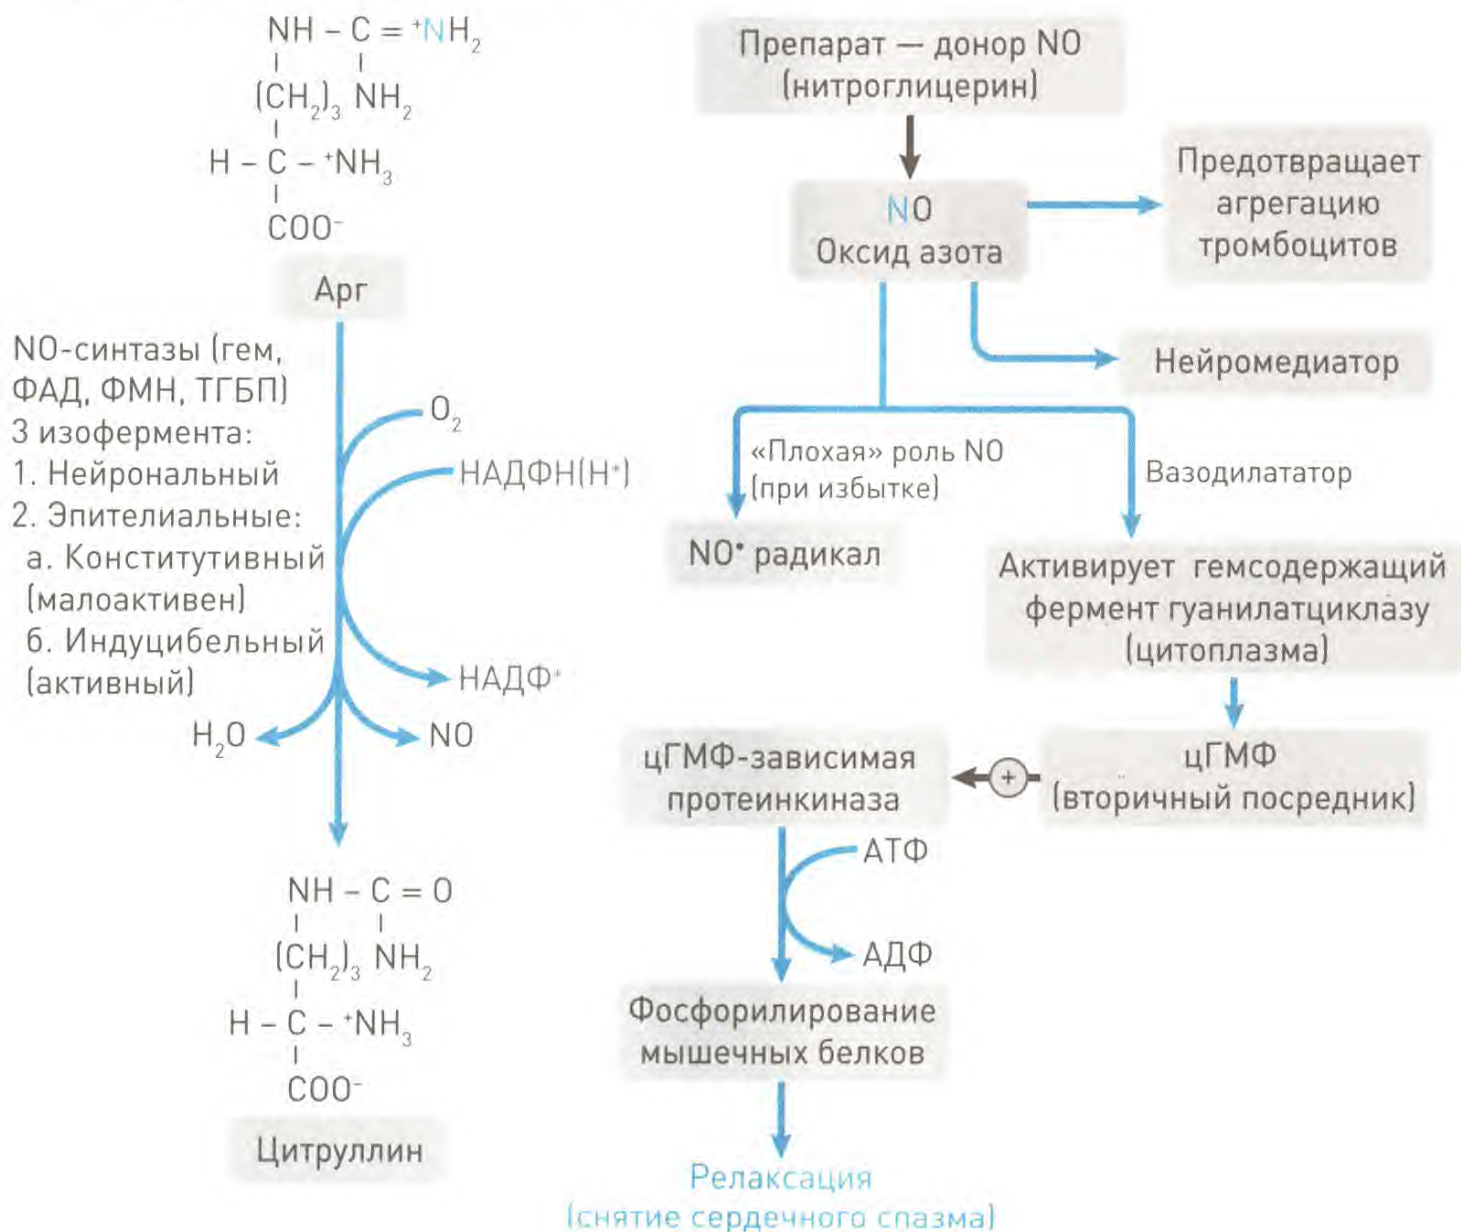 NH – C = ⁺NH₂
(CH₂)₃ NH₂
H – C – ⁺NH₃
COO⁻
Арг
NO-синтазы (гем,
ФАД, ФМН, ТГБП)
3 изофермента:
1. Нейрональный
2. Эпителиальные:
а. Конститутивный
(малоактивен)
б. Индуцибельный
(активный)
O₂
НАДФН(H⁺)
НАДФ⁺
H₂O
NO
NH – C = O
(CH₂)₃ NH₂
H – C – ⁺NH₃
COO⁻
Цитруллин
Препарат — донор NO
(нитроглицерин)
NO
Оксид азота
Предотвращает
агрегацию
тромбоцитов
Нейромедиатор
«Плохая» роль NO
(при избытке)
NO• радикал
Вазодилататор
Активирует гемсодержащий
фермент гуанилатциклазу
(цитоплазма)
цГМФ
(вторичный посредник)
+
цГМФ-зависимая
протеинкиназа
АТФ
АДФ
Фосфорилирование
мышечных белков
Релаксация
(снятие сердечного спазма)